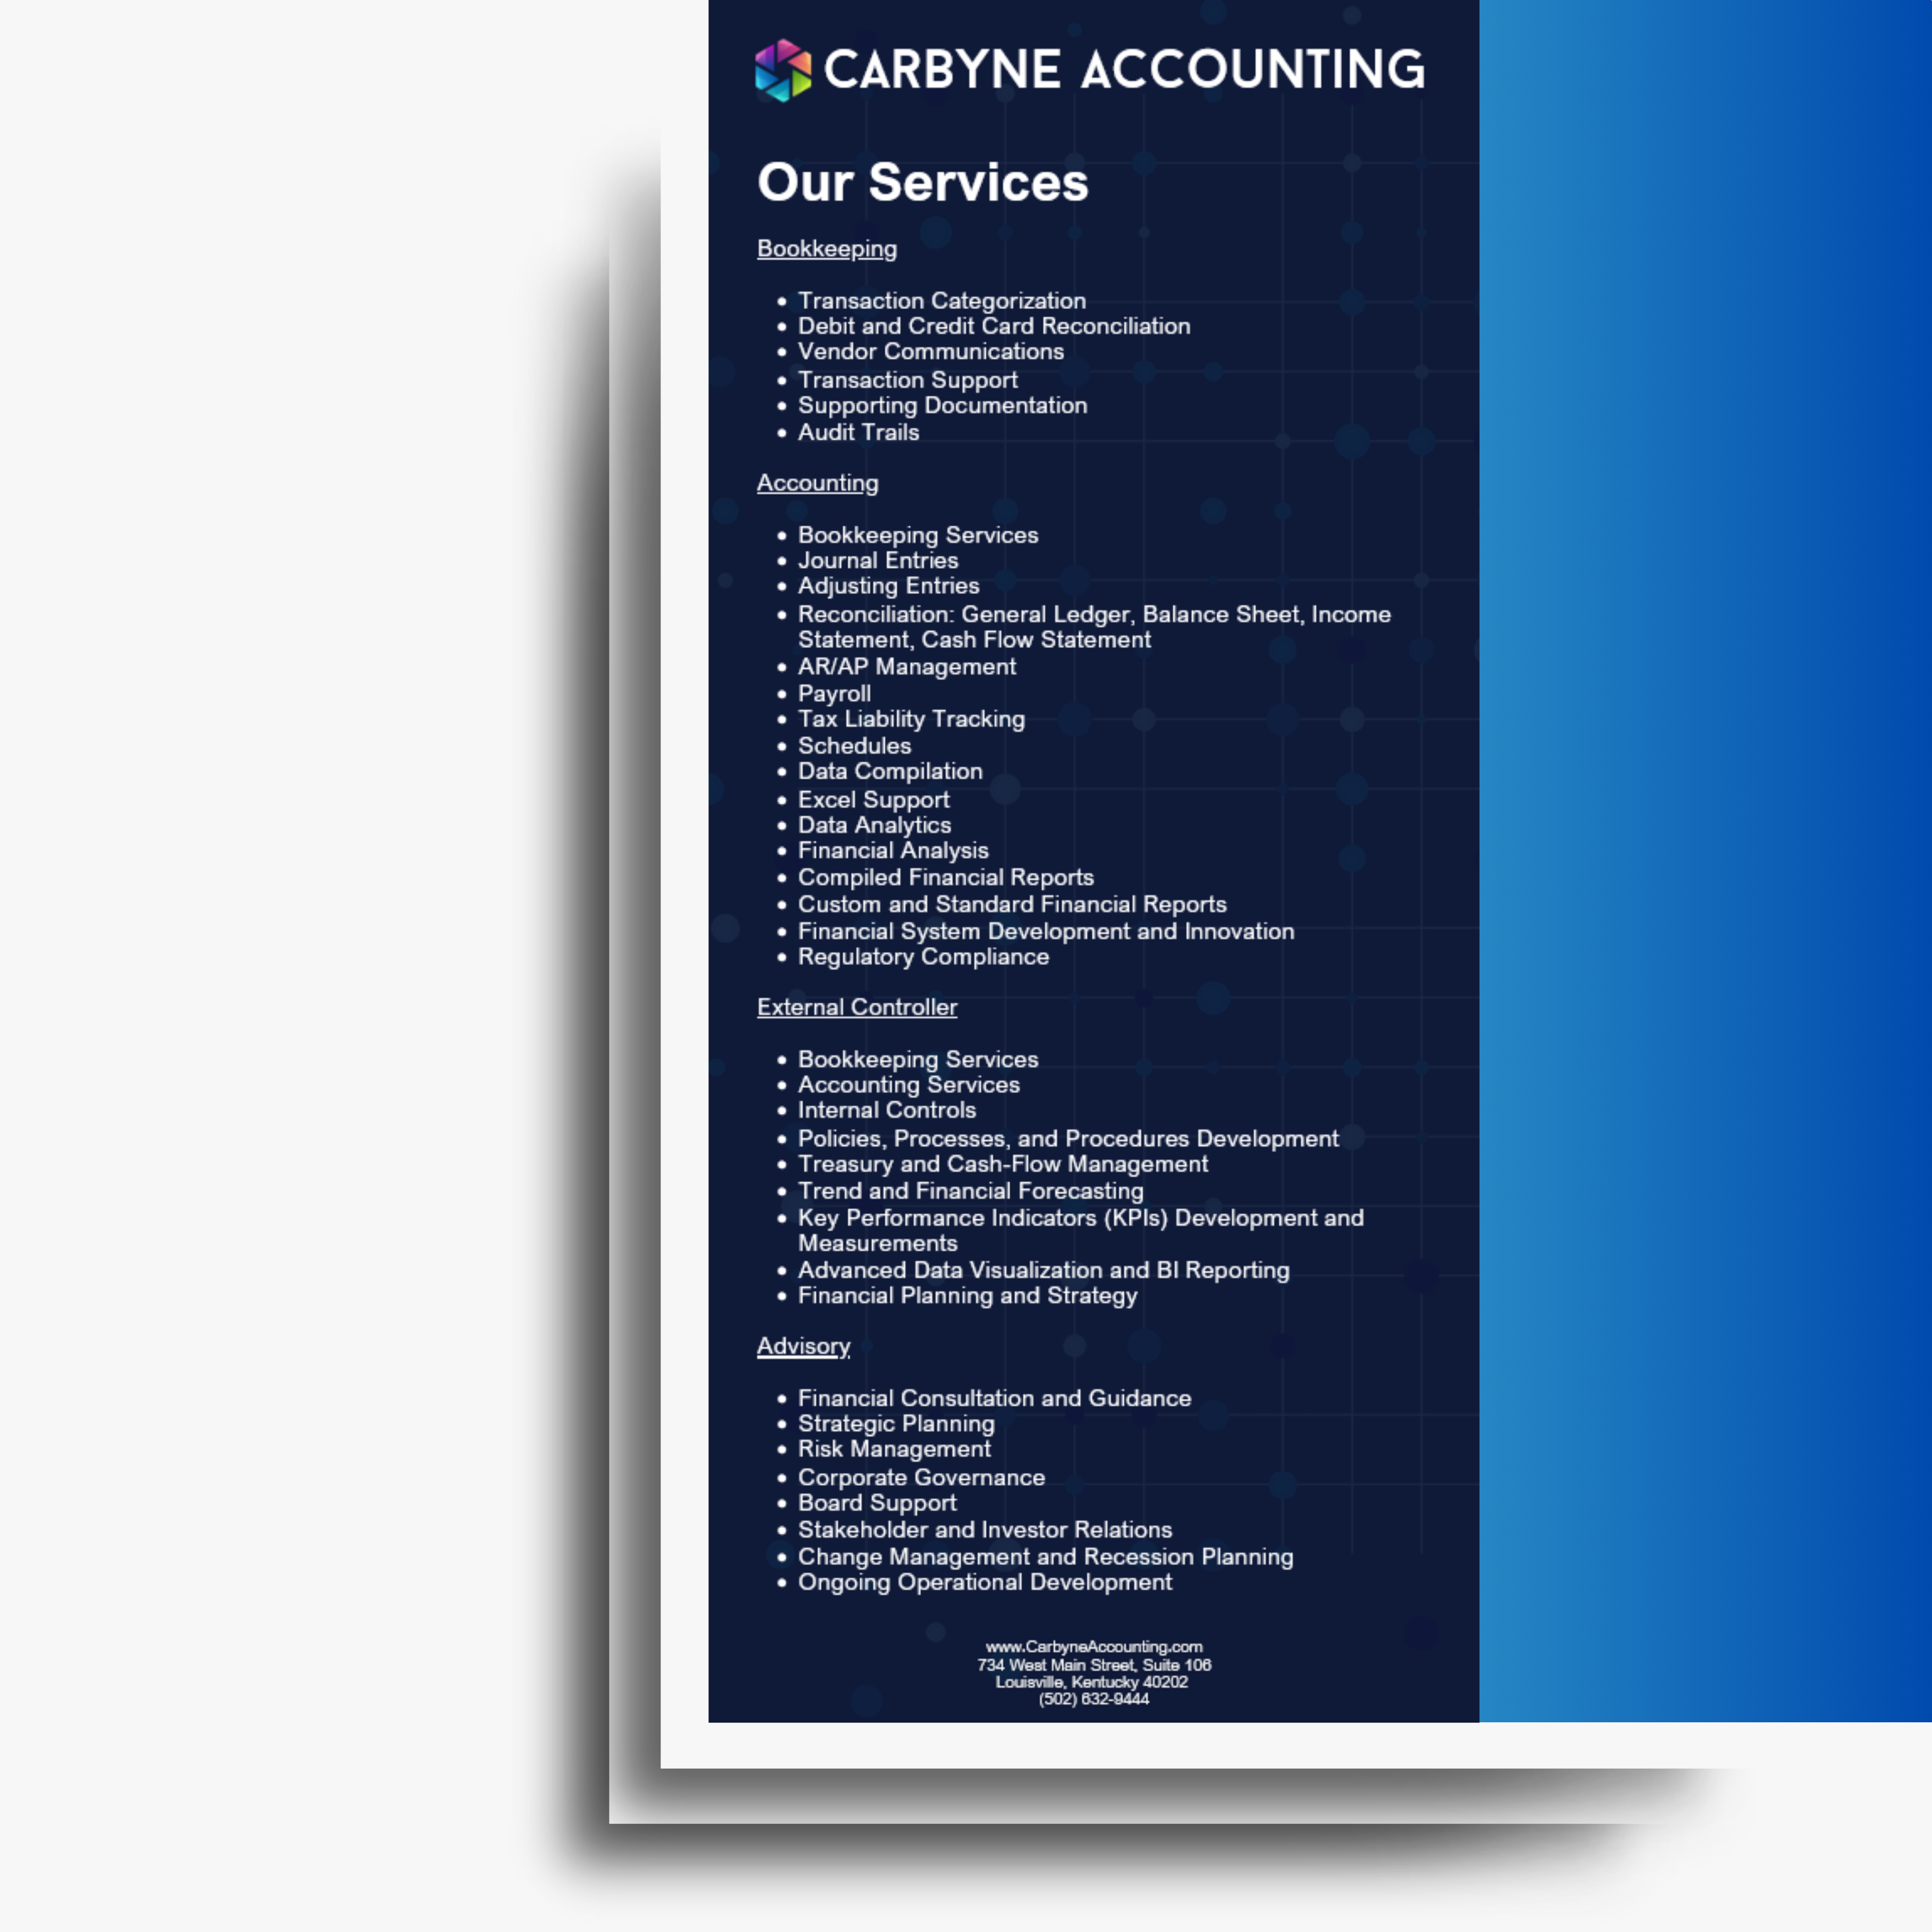 CARBYNE ACCOUNTING
Our Services
Bookkeeping
• Transaction Categorization
• Debit and Credit Card Reconciliation
• Vendor Communications
• Transaction Support
• Supporting Documentation
• Audit Trails
Accounting
• Bookkeeping Services
• Journal Entries
• Adjusting Entries
• Reconciliation: General Ledger, Balance Sheet, Income
Statement, Cash Flow Statement
• AR/AP Management
• Payroll
• Tax Liability Tracking
• Schedules
• Data Compilation
• Excel Support
• Data Analytics
• Financial Analysis
• Compiled Financial Reports
• Custom and Standard Financial Reports
• Financial System Development and Innovation
• Regulatory Compliance
External Controller
• Bookkeeping Services
• Accounting Services
• Internal Controls
• Policies, Processes, and Procedures Development
• Treasury and Cash-Flow Management
• Trend and Financial Forecasting
• Key Performance Indicators (KPIs) Development and
Measurements
• Advanced Data Visualization and BI Reporting
• Financial Planning and Strategy
Advisory
• Financial Consultation and Guidance
• Strategic Planning
• Risk Management
• Corporate Governance
• Board Support
• Stakeholder and Investor Relations
• Change Management and Recession Planning
• Ongoing Operational Development
www.CarbyneAccounting.com
734 West Main Street, Suite 106
Louisville, Kentucky 40202
(502) 632-9444